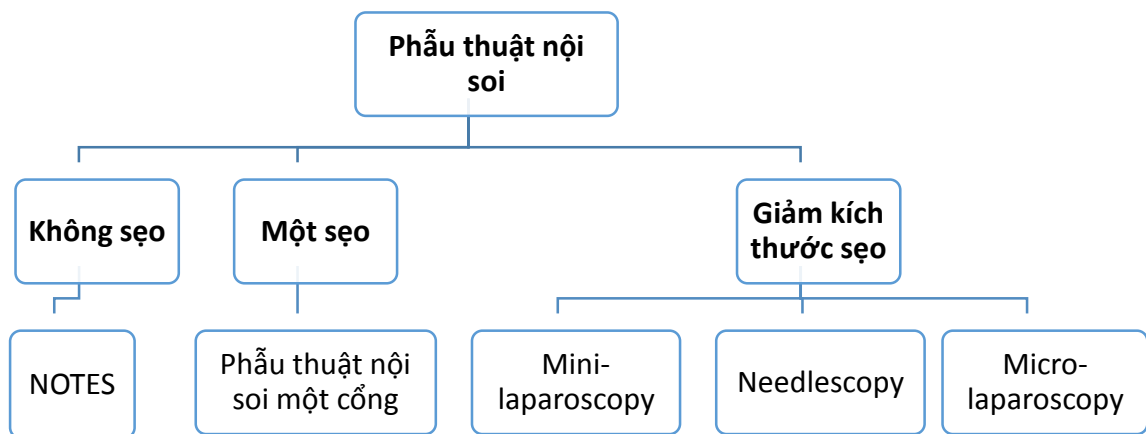 Phẫu thuật nội
soi
Không sẹo
Một sẹo
Giảm kích
thước sẹo
NOTES
Phẫu thuật nội
soi một cổng
Mini-
laparoscopy
Needlescopy
Micro-
laparoscopy